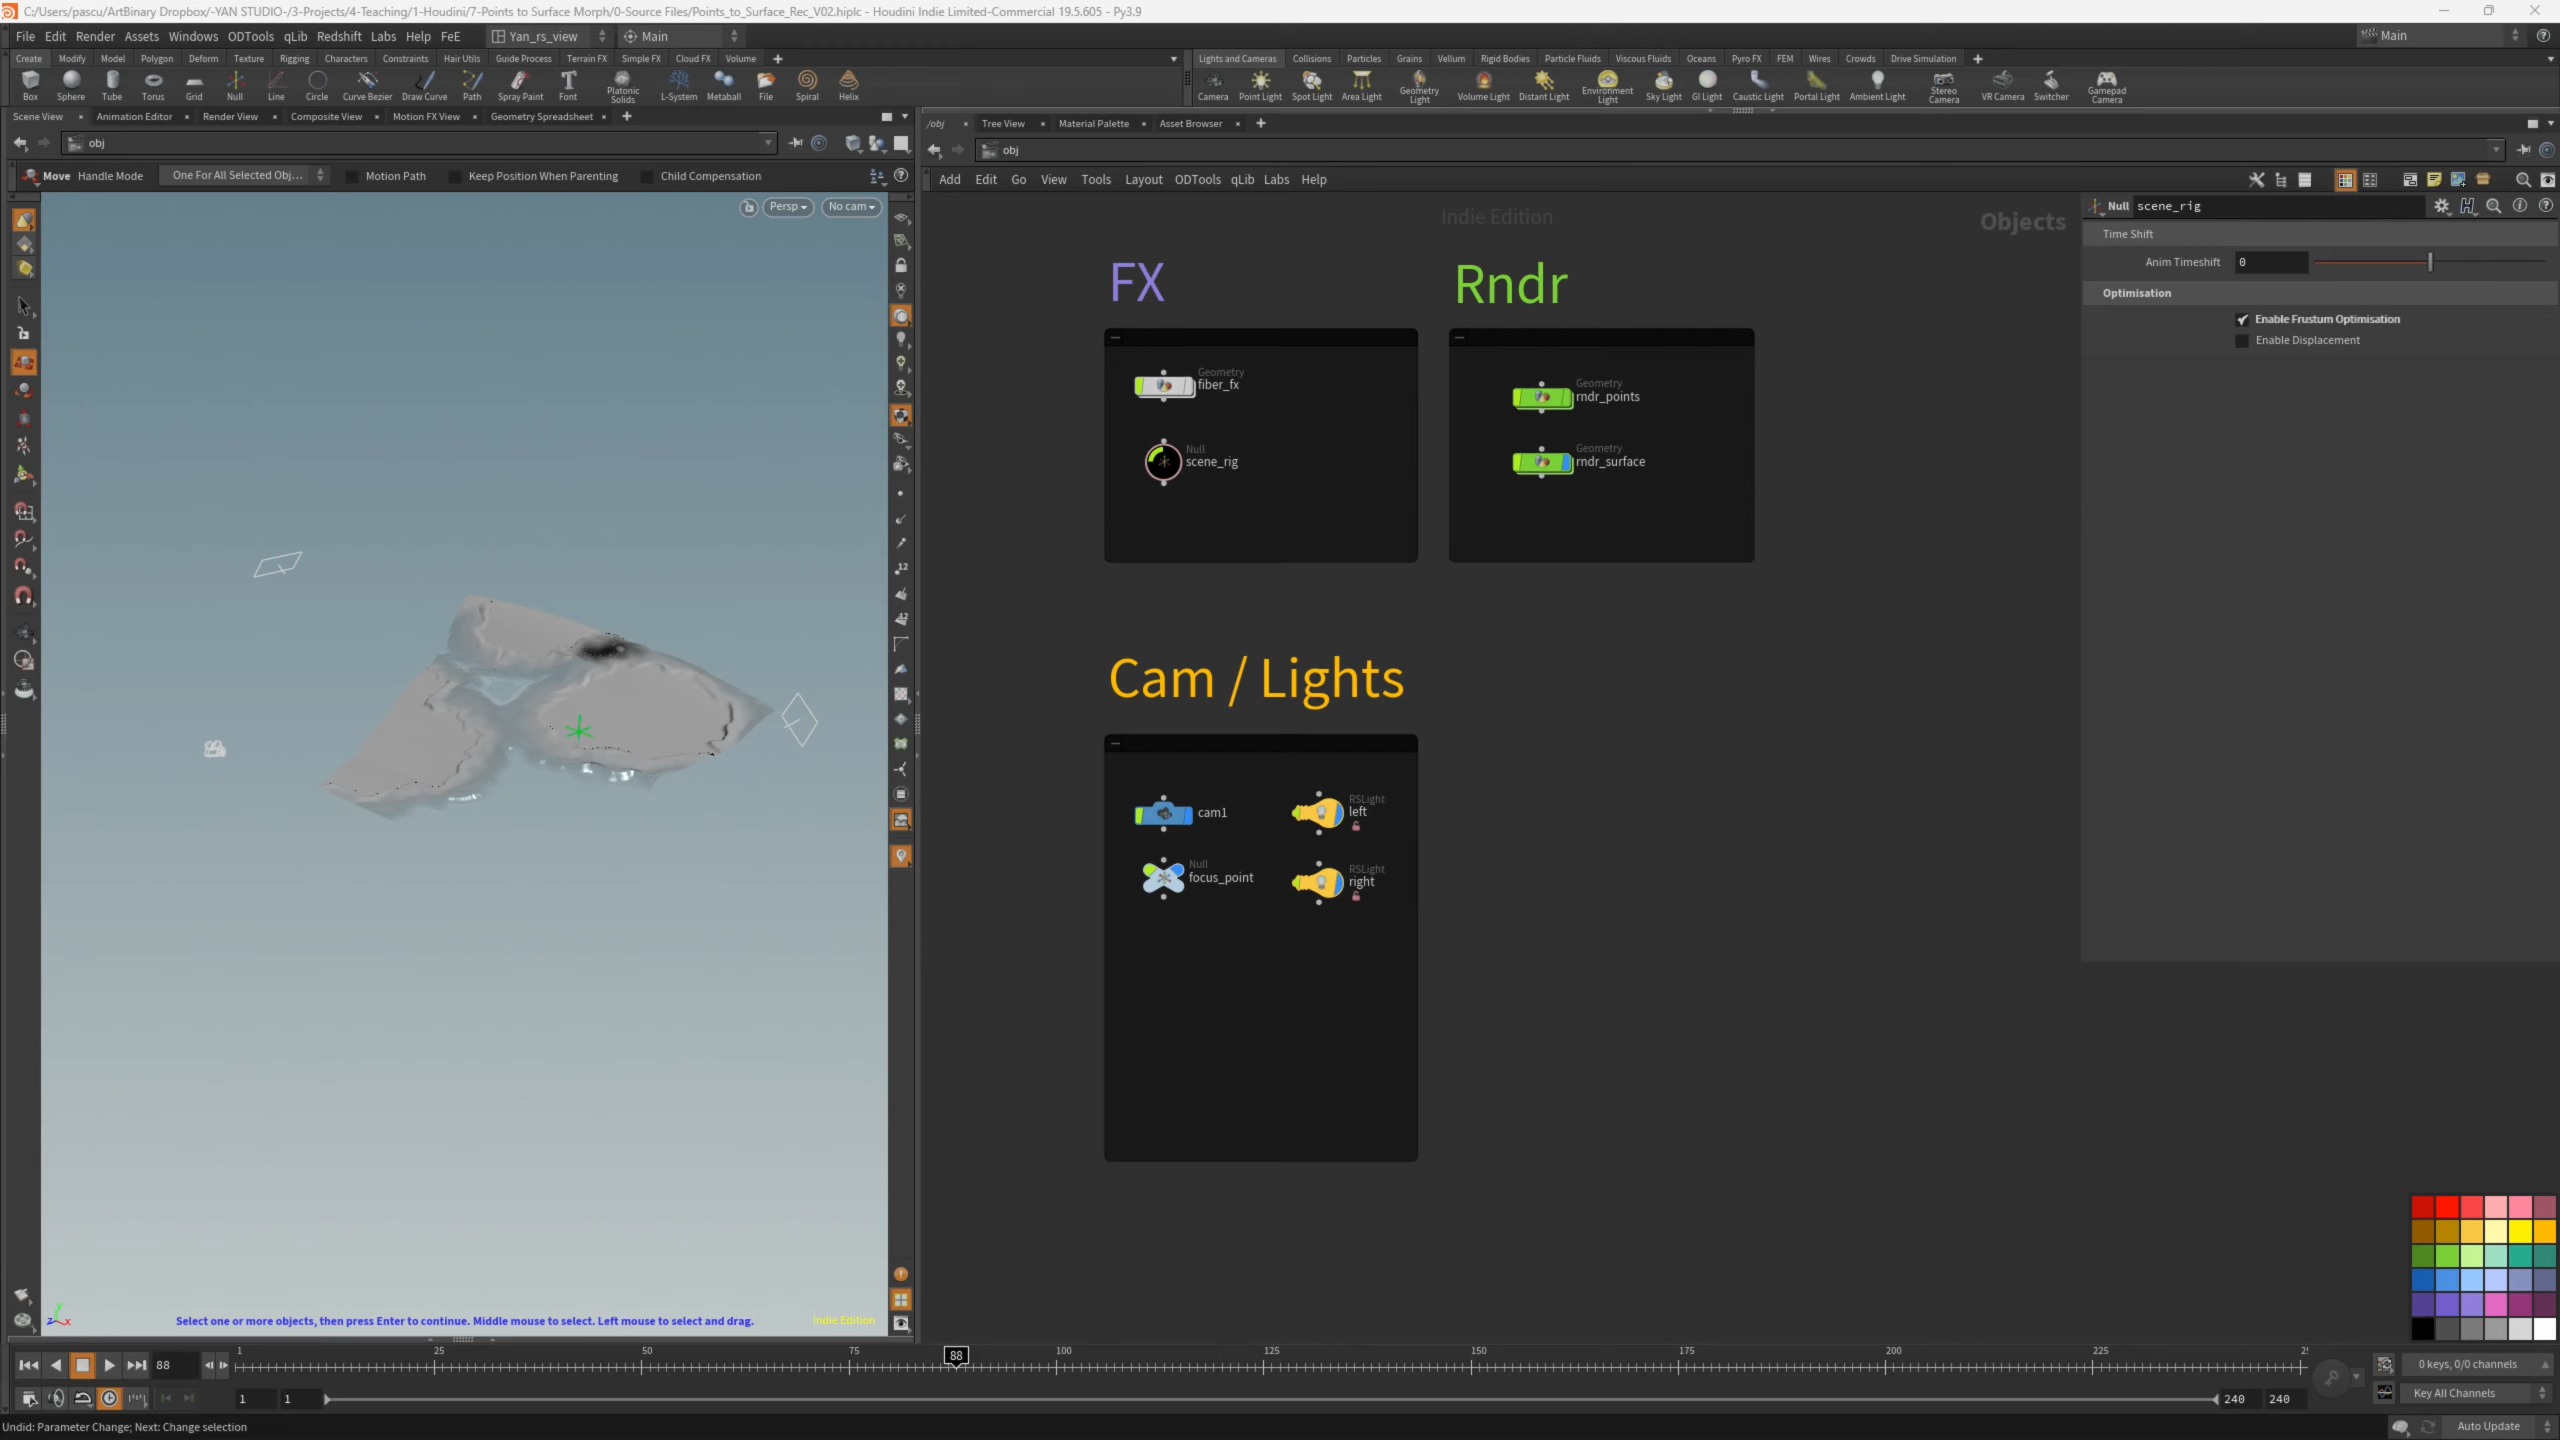 C:/Users/pascu/ArtBinary Dropbox/-YAN STUDIO-/3-Projects/4-Teaching/1-Houdini/7-Points to Surface Morph/0-Source Files/Points_to_Surface_Rec_V02.hiplc - Houdini Indie Limited-Commercial 19.5.605 - Py3.9
File Edit Render Assets Windows ODTools qLib Redshift Labs Help FeE Yan_rs_view Main Main
Create Modify Model Polygon Deform Texture Rigging Characters Constraints Hair Utils Guide Process Terrain FX Simple FX Cloud FX Volume
Lights and Cameras Collisions Particles Grains Vellum Rigid Bodies Particle Fluids Viscous Fluids Oceans Pyro FX FEM Wires Crowds Drive Simulation
Box Sphere Tube Torus Grid Null Line Circle Curve Bezier Draw Curve Path Spray Paint Font Platonic Solids L-System Metaball File Spiral Helix
Camera Point Light Spot Light Area Light Geometry Light Volume Light Distant Light Environment Light Sky Light GI Light Caustic Light Portal Light Ambient Light Stereo Camera VR Camera Switcher Gamepad Camera
Scene View Animation Editor Render View Composite View Motion FX View Geometry Spreadsheet
/obj Tree View Material Palette Asset Browser
obj
obj
Move Handle Mode One For All Selected Obj... Motion Path Keep Position When Parenting Child Compensation
Add Edit Go View Tools Layout ODTools qLib Labs Help
Persp No cam
Indie Edition
Objects
Null scene_rig
Time Shift
Anim Timeshift 0
Optimisation
Enable Frustum Optimisation
Enable Displacement
FX
Rndr
Geometry
fiber_fx
Null
scene_rig
Geometry
rndr_points
Geometry
rndr_surface
Cam / Lights
cam1
RSLight
left
Null
focus_point
RSLight
right
12
12
y
z x
Select one or more objects, then press Enter to continue. Middle mouse to select. Left mouse to select and drag.
Indie Edition
88
1 25 50 75 88 100 125 150 175 200 225
0 keys, 0/0 channels
1 1 240 240
Key All Channels
Undid: Parameter Change; Next: Change selection
Auto Update